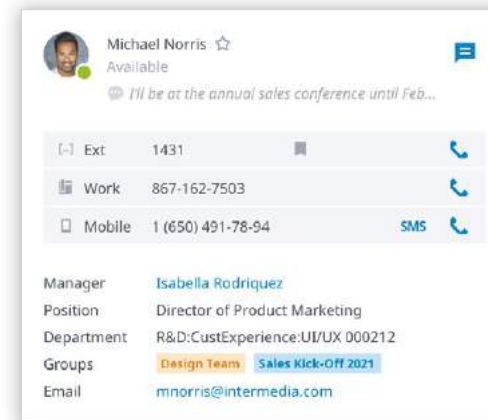 Michael Norris
Available
I'll be at the annual sales conference until Feb...
Ext 1431
Work 867-162-7503
Mobile 1 (650) 491-78-94 SMS
Manager Isabella Rodriquez
Position Director of Product Marketing
Department R&D:CustExperience:UI/UX 000212
Groups Design Team Sales Kick-Off 2021
Email mnorris@intermedia.com